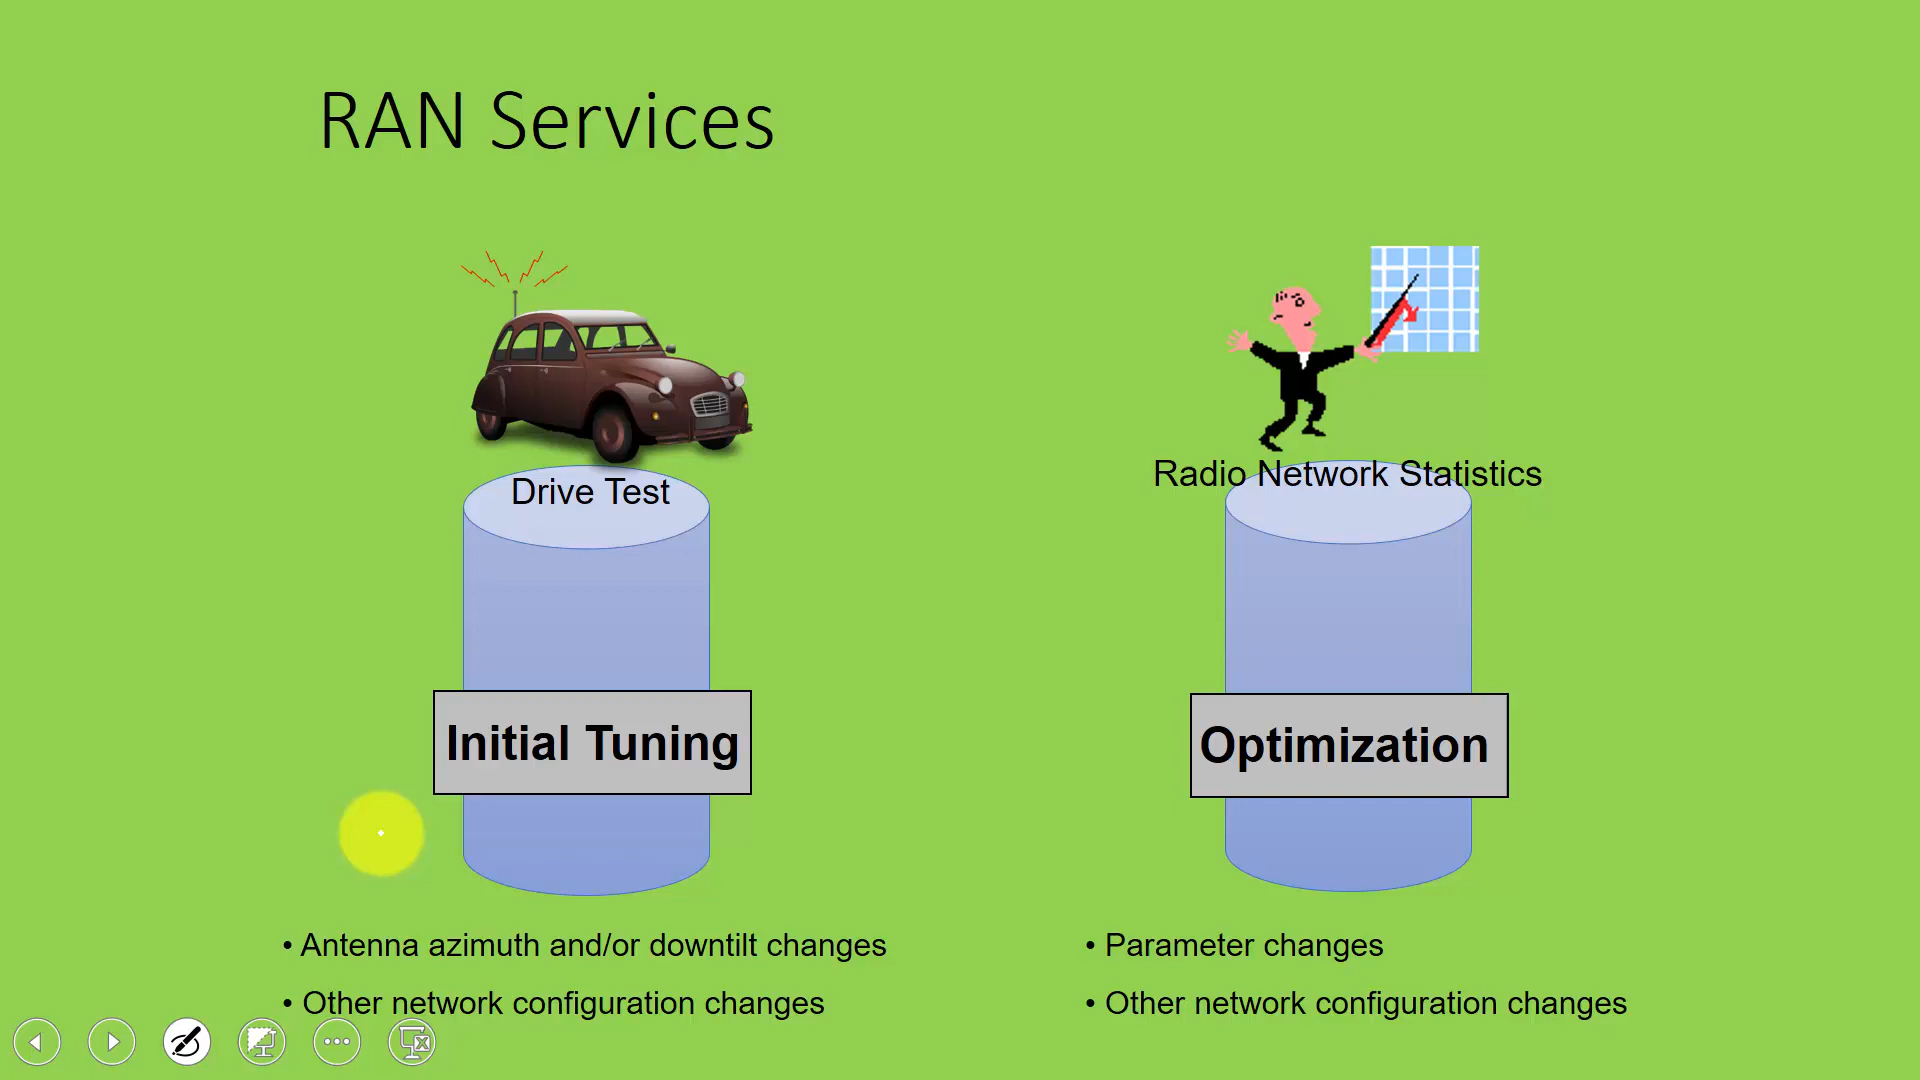 RAN Services
Drive Test
Initial Tuning
• Antenna azimuth and/or downtilt changes
• Other network configuration changes
Radio Network Statistics
Optimization
• Parameter changes
• Other network configuration changes